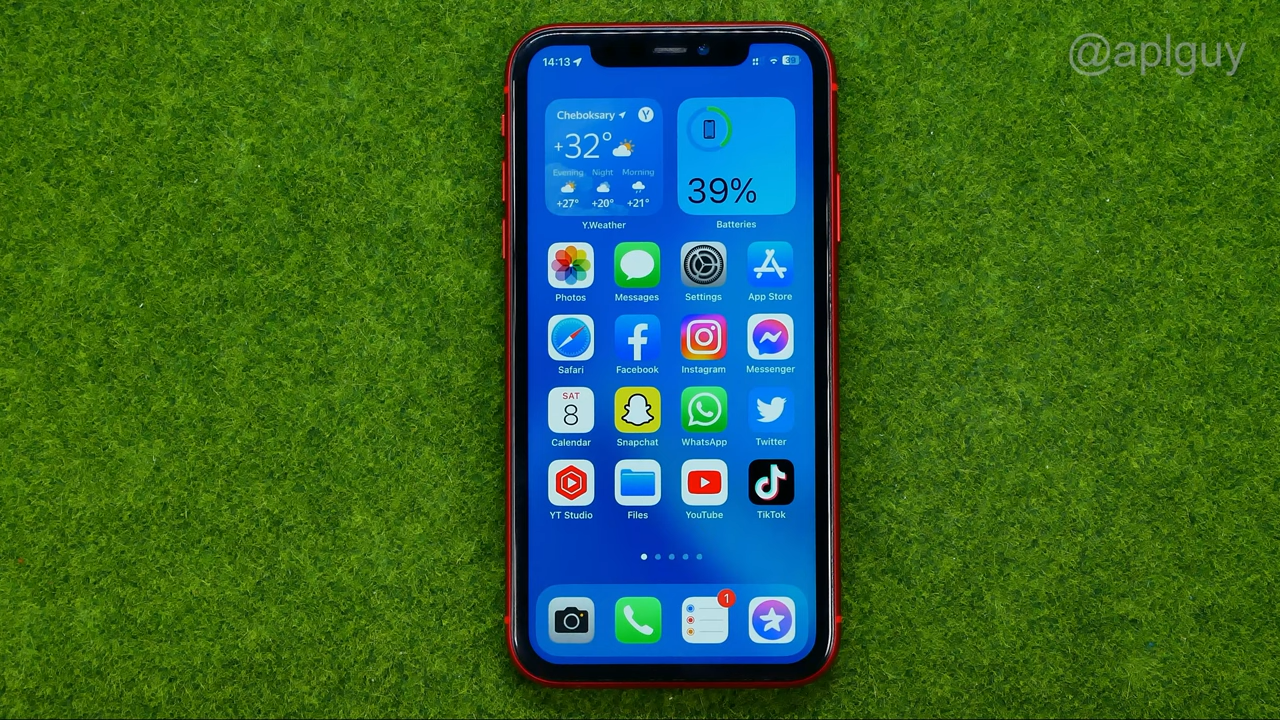 @aplguy
14:13
39
Cheboksary
Y
+32°
Evening Night Morning
+27° +20° +21°
Y.Weather
39%
Batteries
Photos Messages Settings App Store
Safari Facebook Instagram Messenger
SAT
8
Calendar Snapchat WhatsApp Twitter
YT Studio Files YouTube TikTok
1